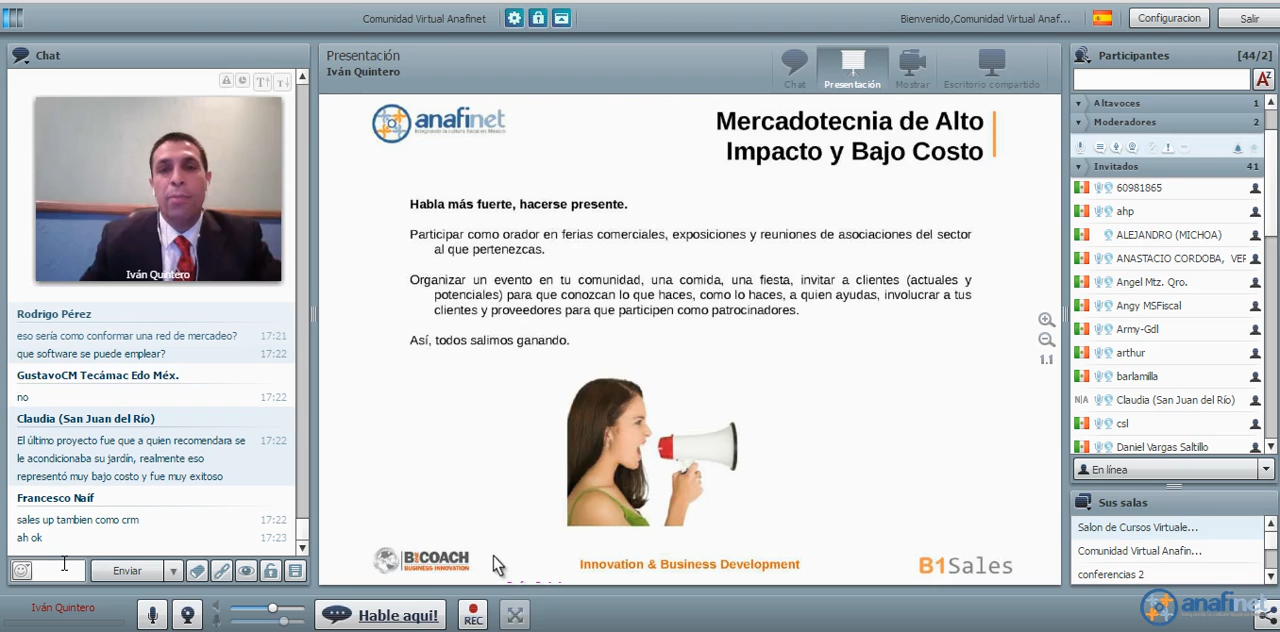 Comunidad Virtual Anafinet
Bienvenido,Comunidad Virtual Anaf...
Configuracion
Salir
Chat
Iván Quintero
Rodrigo Pérez
eso sería como conformar una red de mercadeo? 17:21
que software se puede emplear? 17:22
GustavoCM Tecámac Edo Méx.
no 17:22
Claudia (San Juan del Río)
El último proyecto fue que a quien recomendara se 17:22
le acondicionaba su jardín, realmente eso
representó muy bajo costo y fue muy exitoso
Francesco Naif
sales up tambien como crm 17:22
ah ok 17:23
Enviar
Presentación
Iván Quintero
Chat
Presentación
Mostrar
Escritorio compartido
anafinet
Mercadotecnia de Alto
Impacto y Bajo Costo
Habla más fuerte, hacerse presente.
Participar como orador en ferias comerciales, exposiciones y reuniones de asociaciones del sector
al que pertenezcas.
Organizar un evento en tu comunidad, una comida, una fiesta, invitar a clientes (actuales y
potenciales) para que conozcan lo que haces, como lo haces, a quien ayudas, involucrar a tus
clientes y proveedores para que participen como patrocinadores.
Así, todos salimos ganando.
1:1
COACH
BUSINESS INNOVATION
Innovation & Business Development
B1Sales
Participantes [44/2]
Altavoces 1
Moderadores 2
Invitados 41
60981865
ahp
ALEJANDRO (MICHOA)
ANASTACIO CORDOBA, VER
Angel Mtz. Qro.
Angy MSFiscal
Army-Gdl
arthur
barlamilla
N/A Claudia (San Juan del Río)
csl
Daniel Vargas Saltillo
En línea
Sus salas
Salon de Cursos Virtuale...
Comunidad Virtual Anafin...
conferencias 2
Iván Quintero
Hable aqui!
REC
anafinet